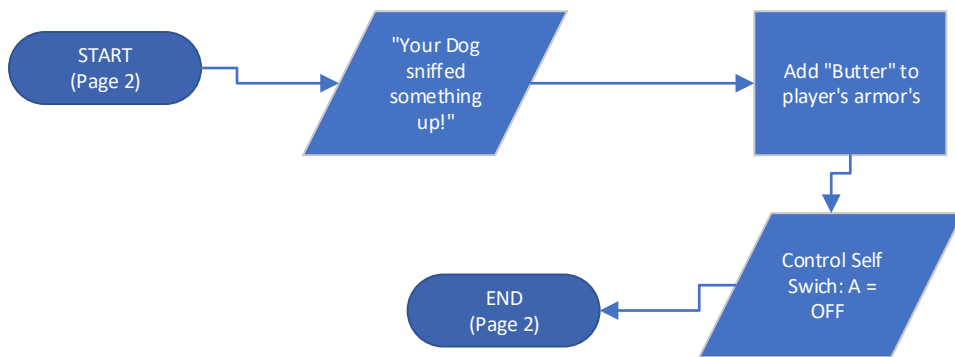 START
(Page 2)
"Your Dog
sniffed
something
up!"
Add "Butter" to
player's armor's
Control Self
Swich: A =
OFF
END
(Page 2)